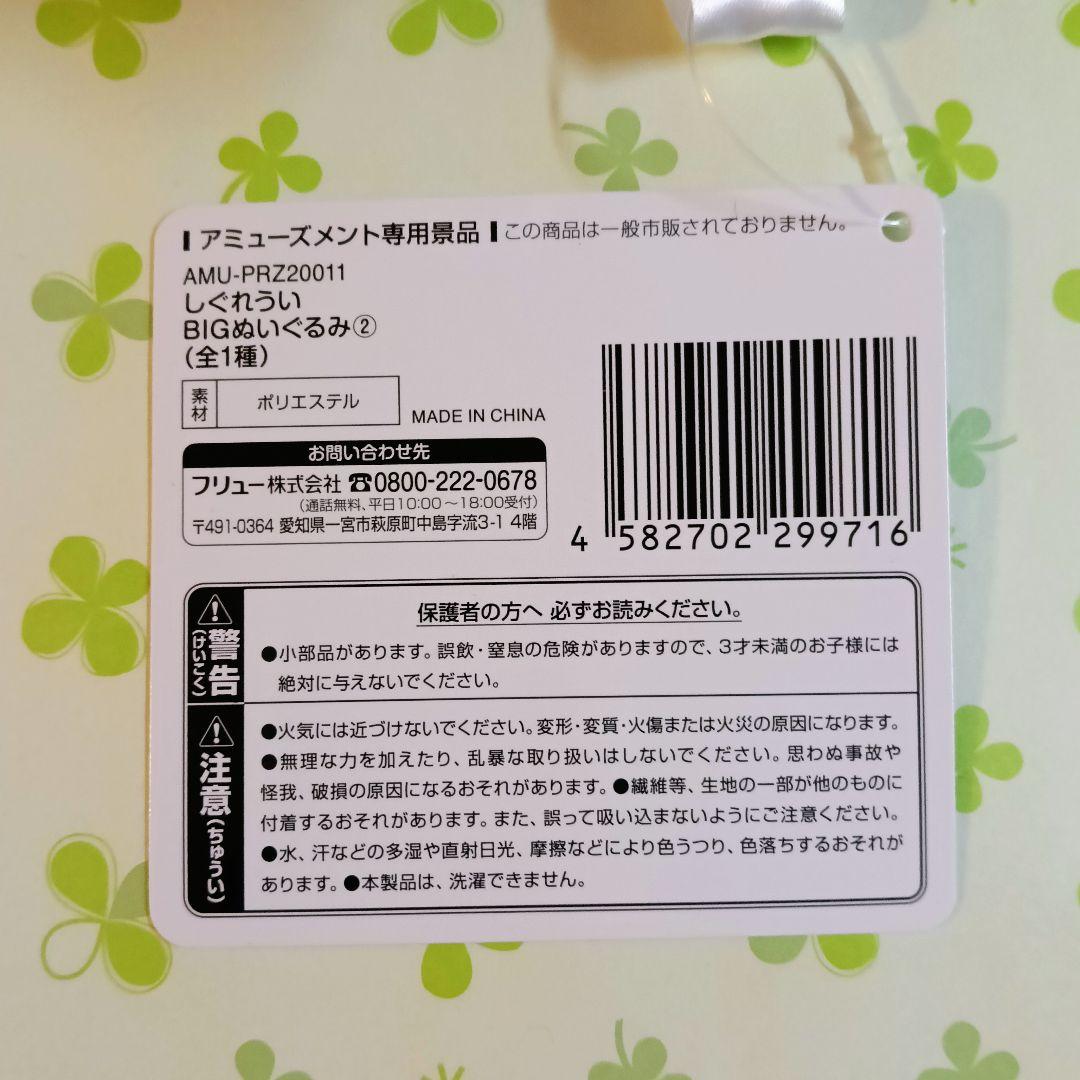 アミューズメント専用景品 この商品は一般市販されておりません。
AMU-PRZ20011
しぐれうい
BIGぬいぐるみ②
(全1種)
素材 ポリエステル MADE IN CHINA
お問い合わせ先
フリュー株式会社 ☎0800-222-0678
(通話無料、平日10:00～18:00受付)
〒491-0364 愛知県一宮市萩原町中島字流3-1 4階
4 582702 299716
警告(けいこく)
保護者の方へ 必ずお読みください。
●小部品があります。誤飲・窒息の危険がありますので、3才未満のお子様には
絶対に与えないでください。
注意(ちゅうい)
●火気には近づけないでください。変形・変質・火傷または火災の原因になります。
●無理な力を加えたり、乱暴な取り扱いはしないでください。思わぬ事故や
怪我、破損の原因になるおそれがあります。●繊維等、生地の一部が他のものに
付着するおそれがあります。また、誤って吸い込まないようにご注意ください。
●水、汗などの多湿や直射日光、摩擦などにより色うつり、色落ちするおそれが
あります。●本製品は、洗濯できません。